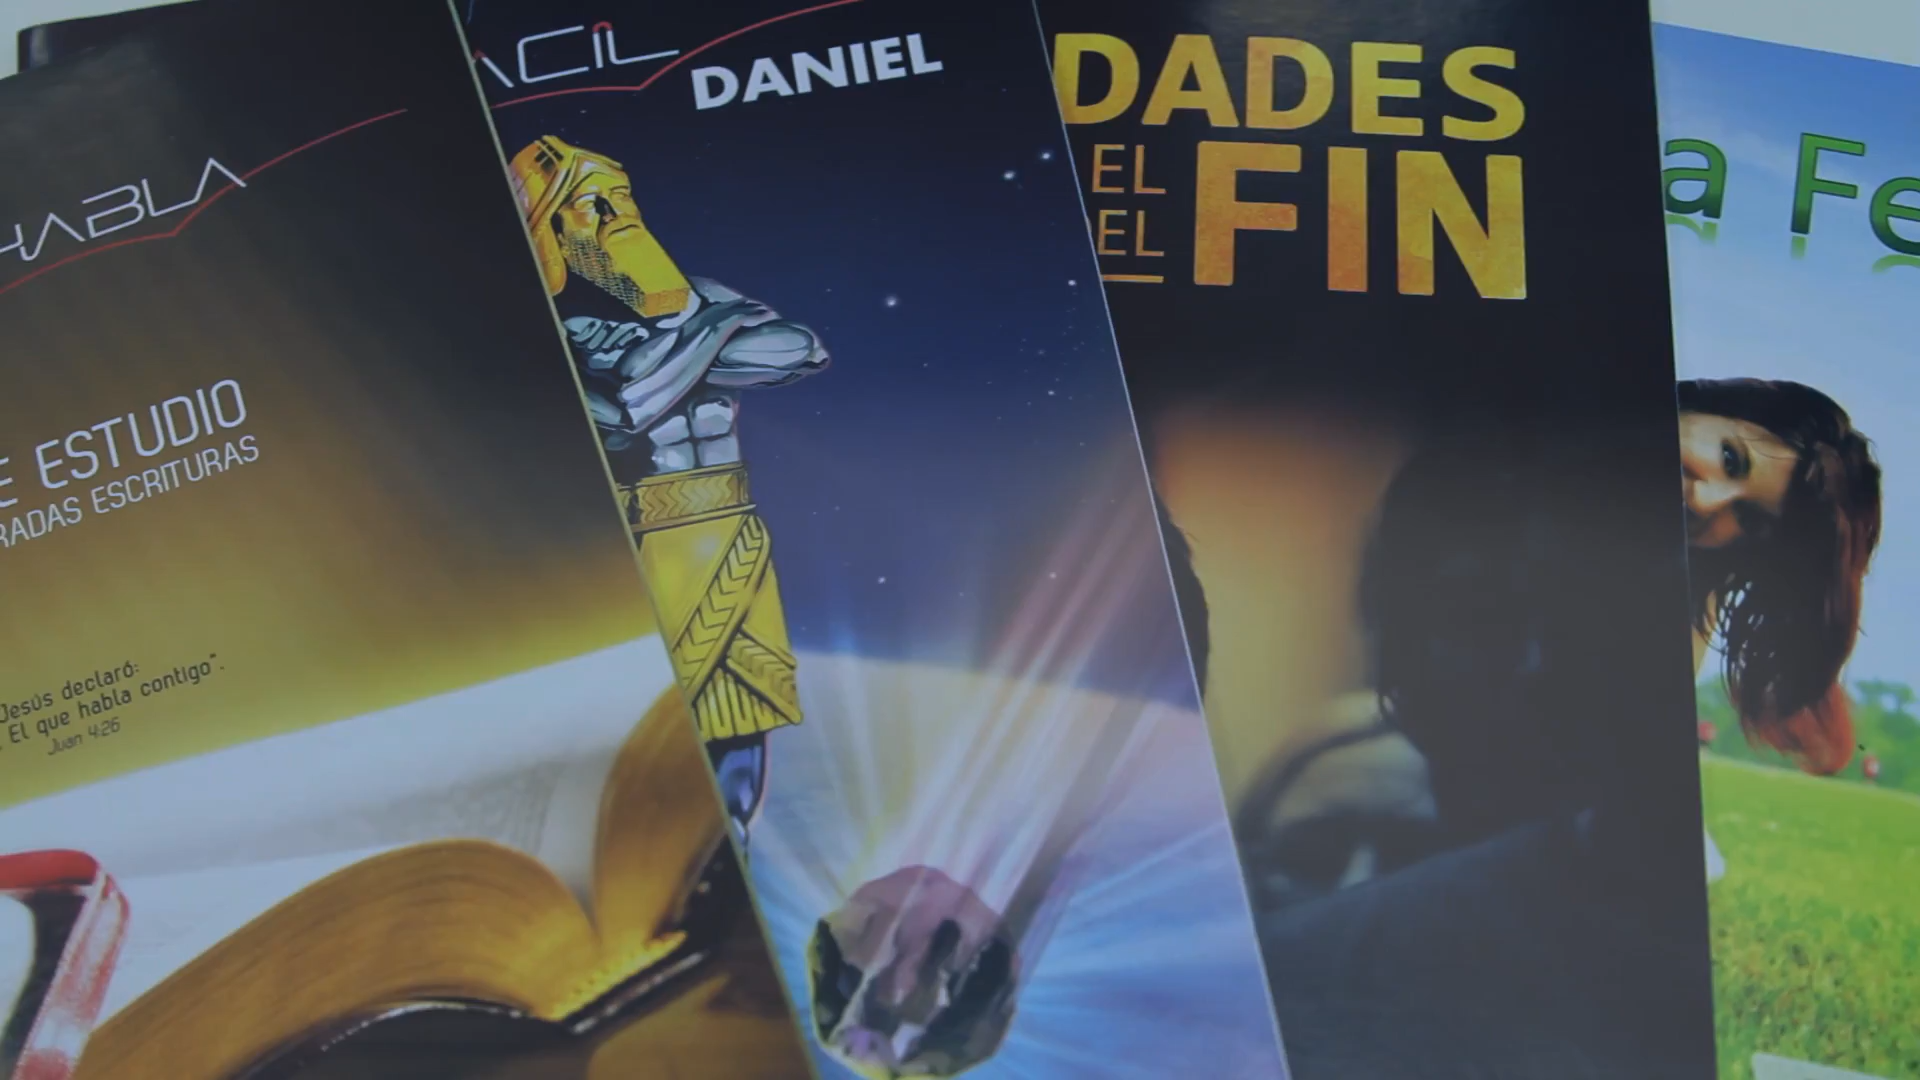 HABLA
E ESTUDIO
RADAS ESCRITURAS
Jesús declaró:
El que habla contigo".
Juan 4:26
ACIL
DANIEL
DADES
EL
EL
FIN
a Fe